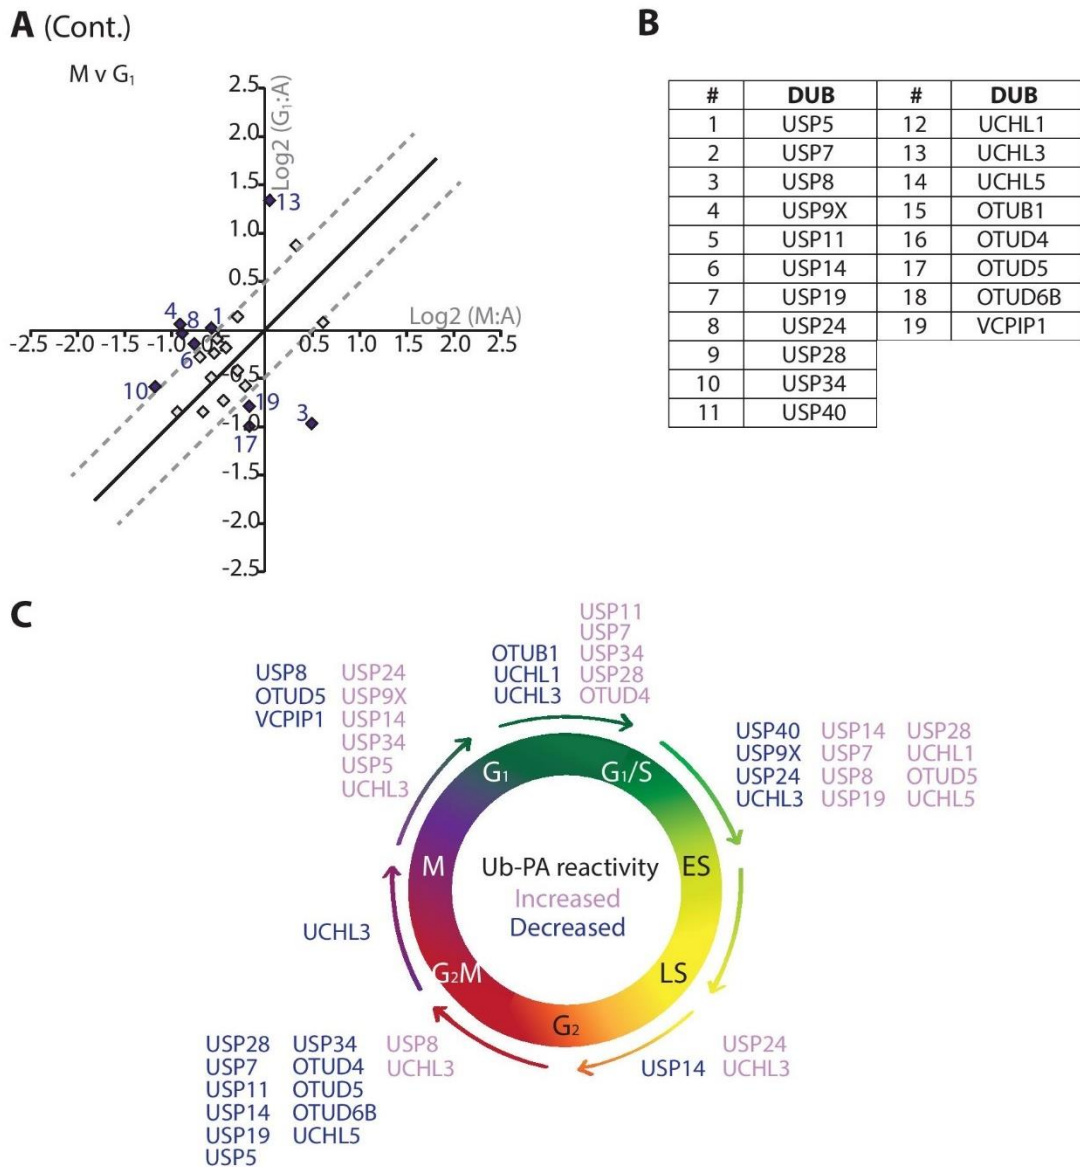 A (Cont.)
M v G1
2.5
2.0
1.5
1.0
0.5
Log2 (G1:A)
13
4
8
1
Log2 (M:A)
-2.5 -2.0 -1.5 -1.0 0.5 1.0 1.5 2.0 2.5
6
10
-0.5
19
3
-1.0
17
-1.5
-2.0
-2.5
B
# DUB # DUB
1 USP5 12 UCHL1
2 USP7 13 UCHL3
3 USP8 14 UCHL5
4 USP9X 15 OTUB1
5 USP11 16 OTUD4
6 USP14 17 OTUD5
7 USP19 18 OTUD6B
8 USP24 19 VCPIP1
9 USP28
10 USP34
11 USP40
C
USP8 USP24
OTUD5 USP9X
VCPIP1 USP14
USP34
USP5
UCHL3
USP11
USP7
OTUB1 USP34
UCHL1 USP28
UCHL3 OTUD4
USP40 USP14 USP28
USP9X USP7 UCHL1
USP24 USP8 OTUD5
UCHL3 USP19 UCHL5
G1
G1/S
M
ES
Ub-PA reactivity
Increased
Decreased
UCHL3
G2M
LS
G2
USP28 USP34 USP8
USP7 OTUD4 UCHL3
USP11 OTUD5
USP14 OTUD6B
USP19 UCHL5
USP5
USP24
USP14 UCHL3